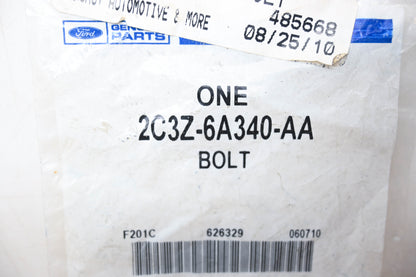 AUTOMOTIVE & MORE
485668
08/25/10
Ford
PARTS
ONE
2C3Z-6A340-AA
BOLT
F201C 626329 060710